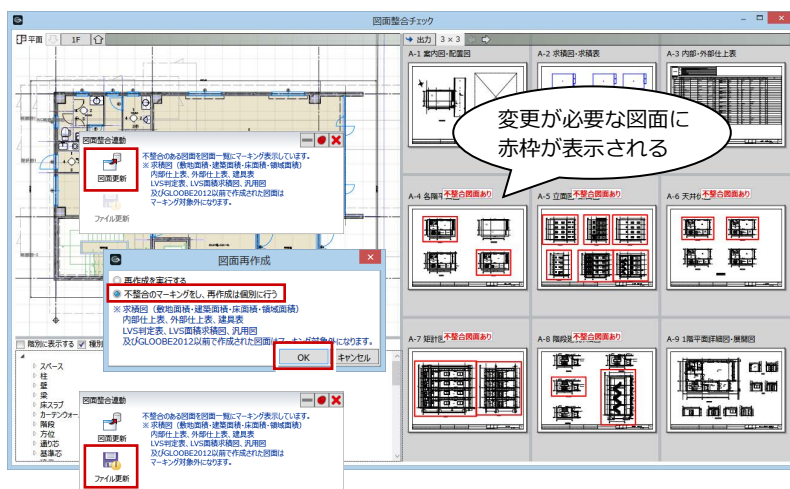 図面整合チェック
平面
1F
出力
3×3
A-1 案内図・配置図
A-2 求積図・求積表
A-3 内部・外部仕上表
変更が必要な図面に
赤枠が表示される
図面整合連動
図面更新
ファイル更新
不整合のある図面を図面一覧にマーキング表示しています。
※ 求積図（敷地面積・建築面積・床面積・領域面積）
内部仕上表、外部仕上表、建具表
LVS判定表、LVS面積求積図、汎用図
及びGLOOBE2012以前で作成された図面は
マーキング対象外になります。
A-4 各階
不整合図面あり
A-5 立面
不整合図面あり
A-6 天井
不整合図面あり
図面再作成
再作成を実行する
不整合のマーキングをし、再作成は個別に行う
※ 求積図（敷地面積・建築面積・床面積・領域面積）
内部仕上表、外部仕上表、建具表
LVS判定表、LVS面積求積図、汎用図
及びGLOOBE2012以前で作成された図面はマーキング対象外になります。
OK
キャンセル
A-7 矩計
不整合図面あり
A-8 階段
不整合図面あり
A-9 1階平面詳細図・展開図
階別に表示する
種別
スペース
柱
壁
梁
床スラブ
カーテンウォー
階段
方位
通り芯
基準芯
図面整合連動
図面更新
ファイル更新
不整合のある図面を図面一覧にマーキング表示しています。
※ 求積図（敷地面積・建築面積・床面積・領域面積）
内部仕上表、外部仕上表、建具表
LVS判定表、LVS面積求積図、汎用図
及びGLOOBE2012以前で作成された図面は
マーキング対象外になります。